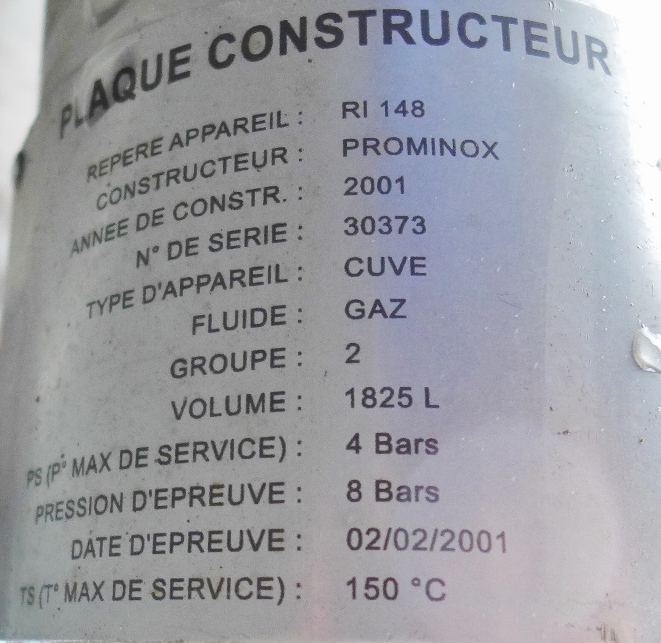 PLAQUE CONSTRUCTEUR
REPERE APPAREIL : RI 148
CONSTRUCTEUR : PROMINOX
ANNEE DE CONSTR. : 2001
N° DE SERIE : 30373
TYPE D'APPAREIL : CUVE
FLUIDE : GAZ
GROUPE : 2
VOLUME : 1825 L
PS (P° MAX DE SERVICE) : 4 Bars
PRESSION D'EPREUVE : 8 Bars
DATE D'EPREUVE : 02/02/2001
TS (T° MAX DE SERVICE) : 150 °C